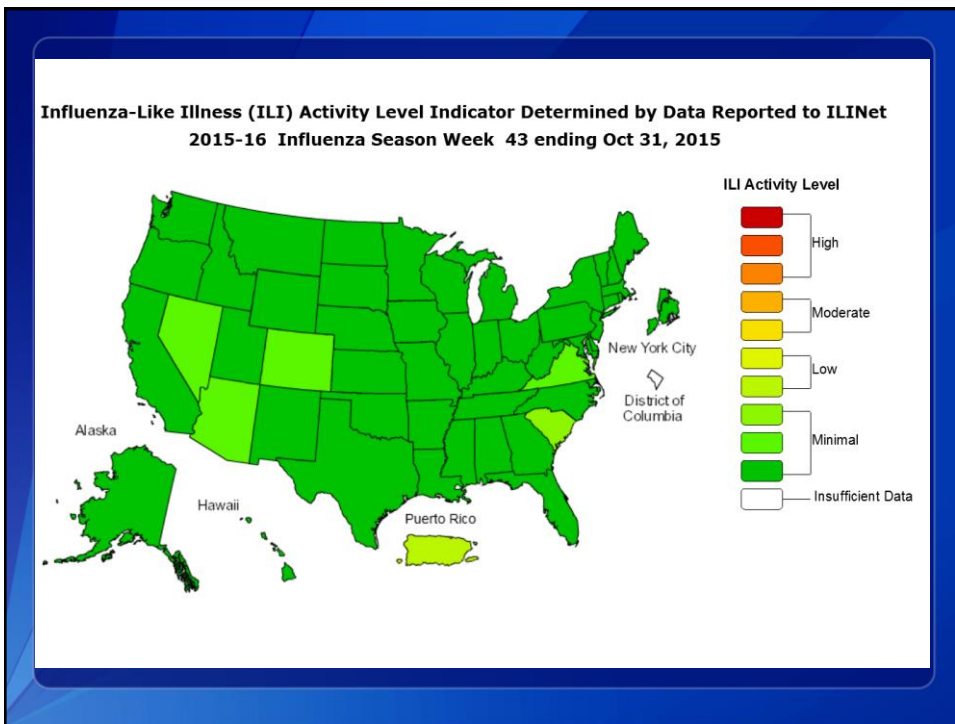 Influenza-Like Illness (ILI) Activity Level Indicator Determined by Data Reported to ILINet
2015-16 Influenza Season Week 43 ending Oct 31, 2015
ILI Activity Level
High
Moderate
Low
Minimal
Insufficient Data
New York City
District of
Columbia
Alaska
Hawaii
Puerto Rico